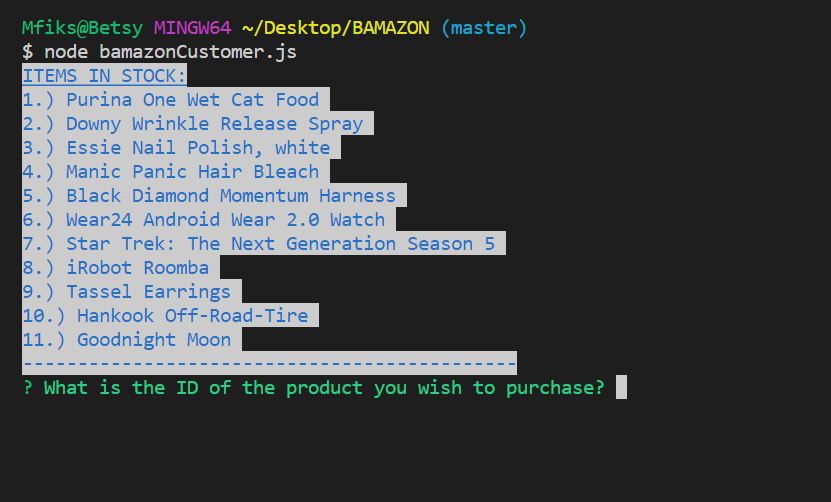 Mfiks@Betsy MINGW64 ~/Desktop/BAMAZON (master)
$ node bamazonCustomer.js
ITEMS IN STOCK:
1.) Purina One Wet Cat Food
2.) Downy Wrinkle Release Spray
3.) Essie Nail Polish, white
4.) Manic Panic Hair Bleach
5.) Black Diamond Momentum Harness
6.) Wear24 Android Wear 2.0 Watch
7.) Star Trek: The Next Generation Season 5
8.) iRobot Roomba
9.) Tassel Earrings
10.) Hankook Off-Road-Tire
11.) Goodnight Moon
---------------------------------------------
? What is the ID of the product you wish to purchase?